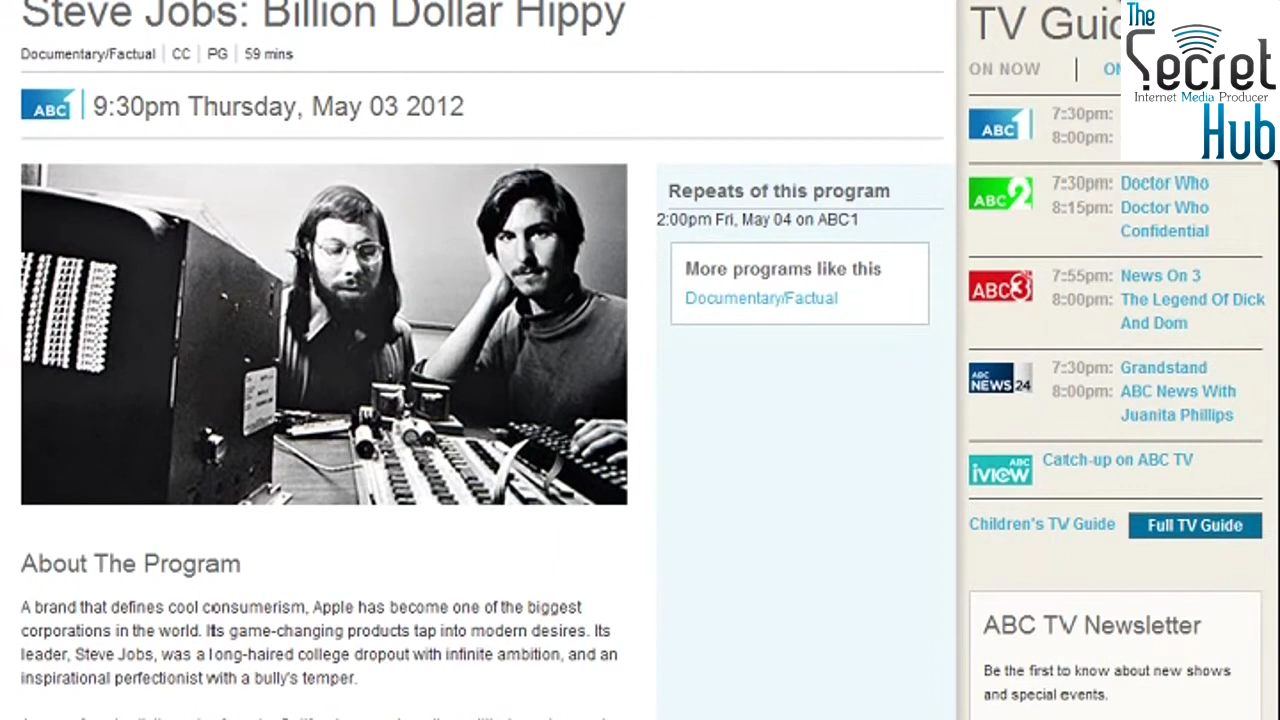 Steve Jobs: Billion Dollar Hippy
Documentary/Factual | CC | PG | 59 mins
ABC1 9:30pm Thursday, May 03 2012
Repeats of this program
2:00pm Fri, May 04 on ABC1
More programs like this
Documentary/Factual
About The Program
A brand that defines cool consumerism, Apple has become one of the biggest
corporations in the world. Its game-changing products tap into modern desires. Its
leader, Steve Jobs, was a long-haired college dropout with infinite ambition, and an
inspirational perfectionist with a bully's temper.
TV
ON NOW |
ABC1 7:30pm:
8:00pm:
ABC2 7:30pm: Doctor Who
8:15pm: Doctor Who
Confidential
ABC3 7:55pm: News On 3
8:00pm: The Legend Of Dick
And Dom
ABC NEWS 24 7:30pm: Grandstand
8:00pm: ABC News With
Juanita Phillips
ABC iview Catch-up on ABC TV
Children's TV Guide Full TV Guide
ABC TV Newsletter
Be the first to know about new shows
and special events.
The
Secret
Internet Media Producer
Hub